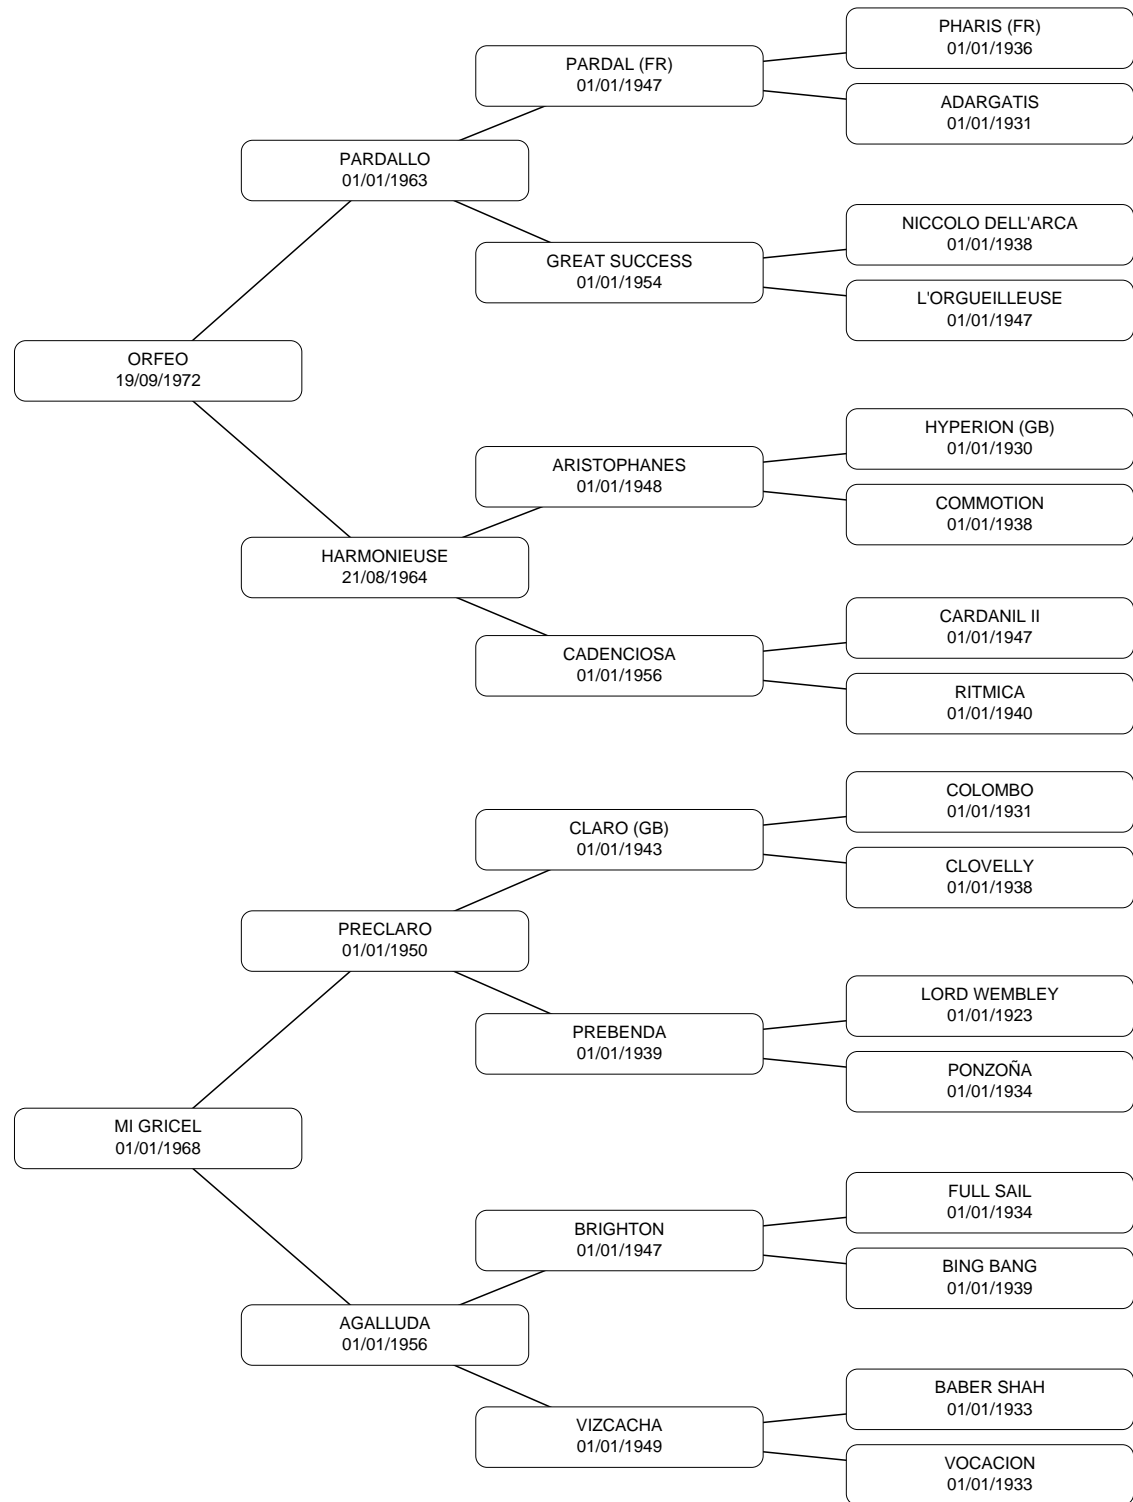 PHARIS (FR)
01/01/1936
PARDAL (FR)
01/01/1947
ADARGATIS
01/01/1931
PARDALLO
01/01/1963
NICCOLO DELL'ARCA
01/01/1938
GREAT SUCCESS
01/01/1954
L'ORGUEILLEUSE
01/01/1947
ORFEO
19/09/1972
HYPERION (GB)
01/01/1930
ARISTOPHANES
01/01/1948
COMMOTION
01/01/1938
HARMONIEUSE
21/08/1964
CARDANIL II
01/01/1947
CADENCIOSA
01/01/1956
RITMICA
01/01/1940
COLOMBO
01/01/1931
CLARO (GB)
01/01/1943
CLOVELLY
01/01/1938
PRECLARO
01/01/1950
LORD WEMBLEY
01/01/1923
PREBENDA
01/01/1939
PONZOÑA
01/01/1934
MI GRICEL
01/01/1968
FULL SAIL
01/01/1934
BRIGHTON
01/01/1947
BING BANG
01/01/1939
AGALLUDA
01/01/1956
BABER SHAH
01/01/1933
VIZCACHA
01/01/1949
VOCACION
01/01/1933